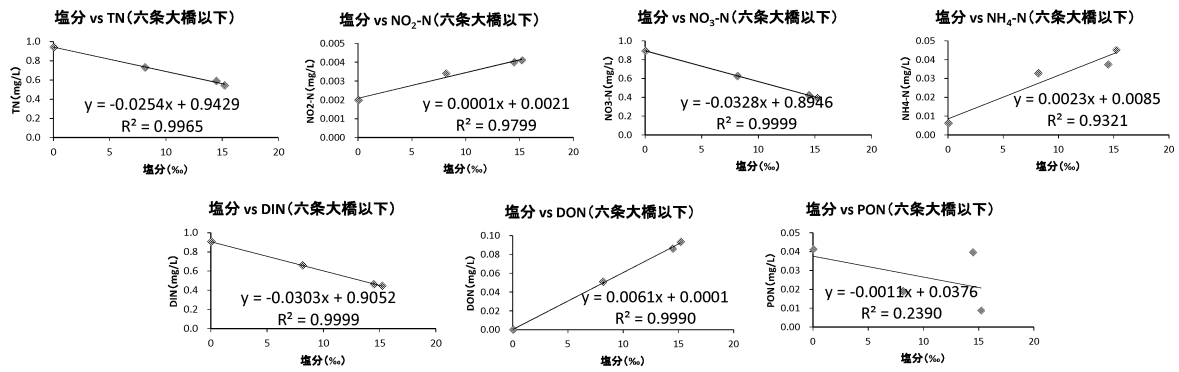 塩分 vs TN（六条大橋以下）
TN(mg/L)
1.0
0.8
0.6
0.4
0.2
0.0
y = -0.0254x + 0.9429
R² = 0.9965
0 5 10 15 20
塩分（‰）
塩分 vs NO2-N（六条大橋以下）
NO2-N(mg/L)
0.005
0.004
0.003
0.002
0.001
0.000
y = 0.0001x + 0.0021
R² = 0.9799
0 5 10 15 20
塩分（‰）
塩分 vs NO3-N（六条大橋以下）
NO3-N(mg/L)
1.0
0.8
0.6
0.4
0.2
0.0
y = -0.0328x + 0.8946
R² = 0.9999
0 5 10 15 20
塩分（‰）
塩分 vs NH4-N（六条大橋以下）
NH4-N(mg/L)
0.05
0.04
0.03
0.02
0.01
0.00
y = 0.0023x + 0.0085
R² = 0.9321
0 5 10 15 20
塩分（‰）
塩分 vs DIN（六条大橋以下）
DIN(mg/L)
1.0
0.8
0.6
0.4
0.2
0.0
y = -0.0303x + 0.9052
R² = 0.9999
0 5 10 15 20
塩分（‰）
塩分 vs DON（六条大橋以下）
DON(mg/L)
0.10
0.08
0.06
0.04
0.02
0.00
y = 0.0061x + 0.0001
R² = 0.9990
0 5 10 15 20
塩分（‰）
塩分 vs PON（六条大橋以下）
PON(mg/L)
0.05
0.04
0.03
0.02
0.01
0.00
y = -0.0011x + 0.0376
R² = 0.2390
0 5 10 15 20
塩分（‰）